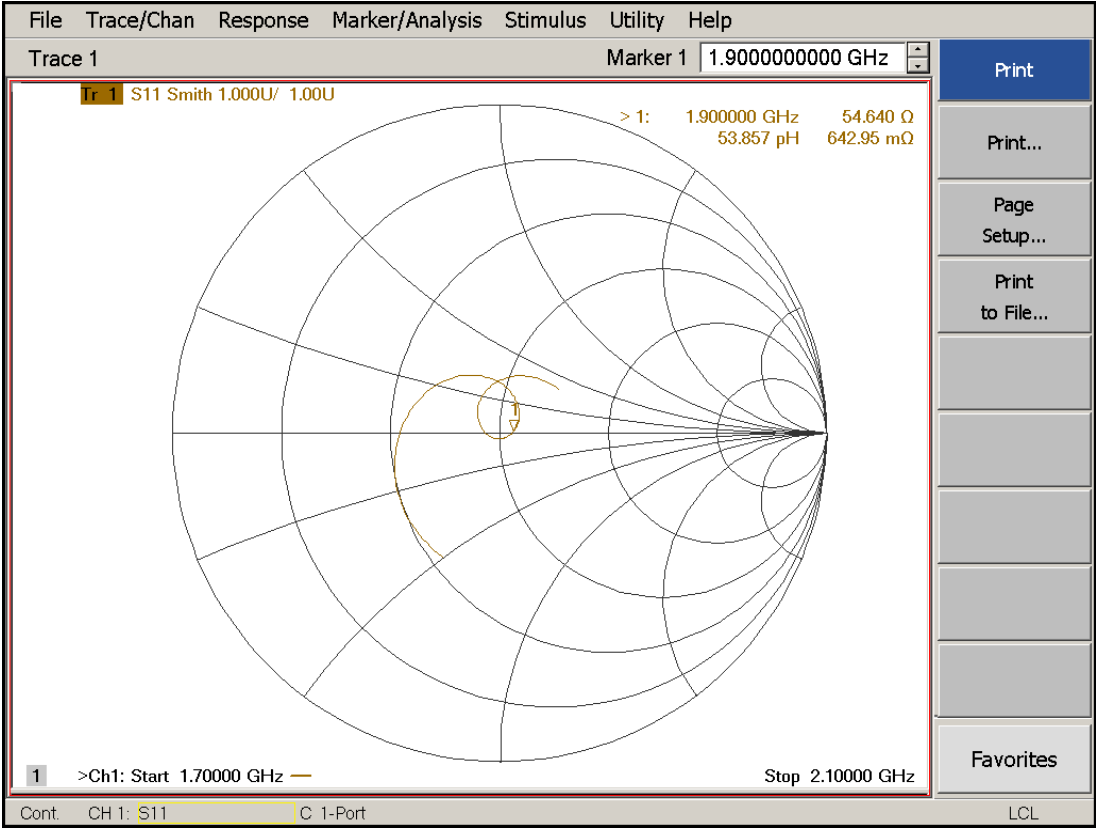 File Trace/Chan Response Marker/Analysis Stimulus Utility Help
Trace 1 Marker 1 1.9000000000 GHz
Tr 1 S11 Smith 1.000U/ 1.00U
> 1: 1.900000 GHz 54.640 Ω
53.857 pH 642.95 mΩ
1
1 >Ch1: Start 1.70000 GHz —
Stop 2.10000 GHz
Print
Print...
Page
Setup...
Print
to File...
Favorites
Cont. CH 1: S11 C 1-Port LCL